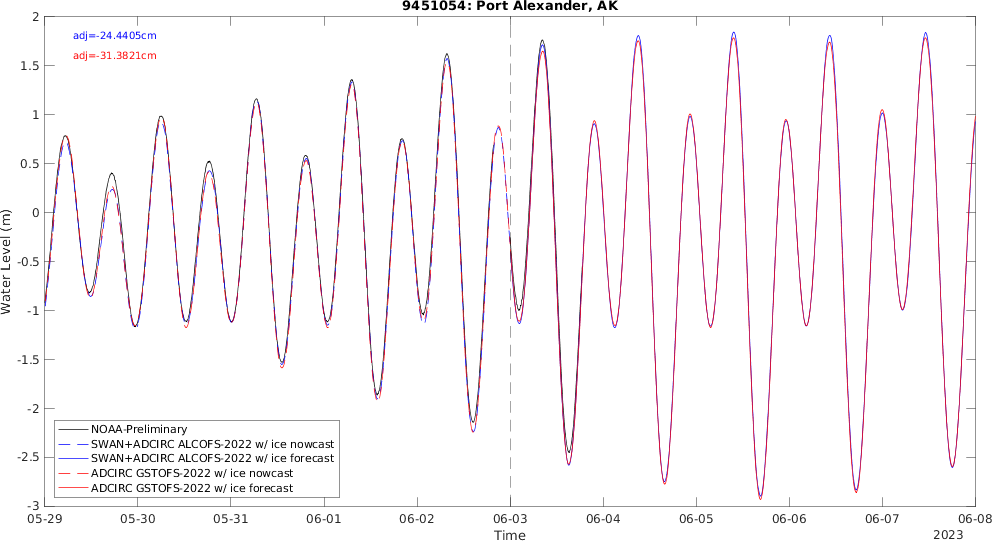 9451054: Port Alexander, AK
adj=-24.4405cm
adj=-31.3821cm
2
1.5
1
0.5
0
-0.5
-1
-1.5
-2
-2.5
-3
Water Level (m)
NOAA-Preliminary
SWAN+ADCIRC ALCOFS-2022 w/ ice nowcast
SWAN+ADCIRC ALCOFS-2022 w/ ice forecast
ADCIRC GSTOFS-2022 w/ ice nowcast
ADCIRC GSTOFS-2022 w/ ice forecast
05-29 05-30 05-31 06-01 06-02 06-03 06-04 06-05 06-06 06-07 06-08
Time
2023